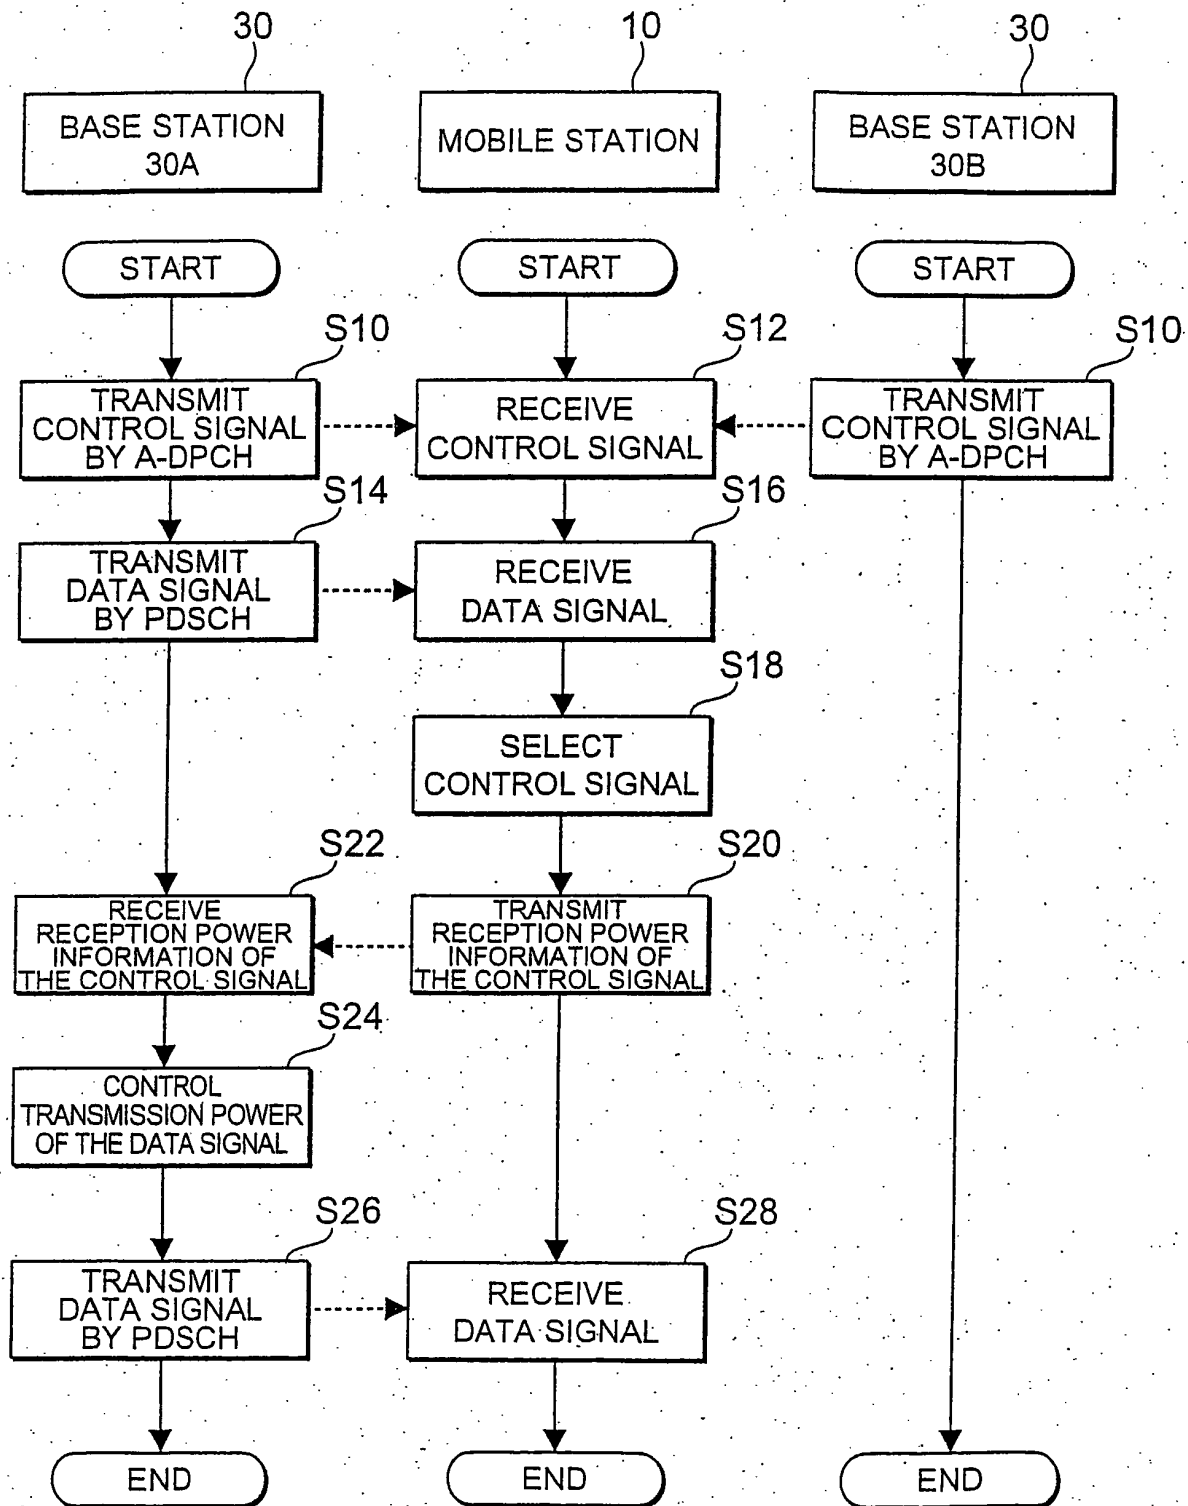 30
10
30
BASE STATION
30A
MOBILE STATION
BASE STATION
30B
START
START
START
S10
S12
S10
TRANSMIT
CONTROL SIGNAL
BY A-DPCH
RECEIVE
CONTROL SIGNAL
TRANSMIT
CONTROL SIGNAL
BY A-DPCH
S14
S16
TRANSMIT
DATA SIGNAL
BY PDSCH
RECEIVE
DATA SIGNAL
S18
SELECT
CONTROL SIGNAL
S22
S20
RECEIVE
RECEPTION POWER
INFORMATION OF
THE CONTROL SIGNAL
TRANSMIT
RECEPTION POWER
INFORMATION OF
THE CONTROL SIGNAL
S24
CONTROL
TRANSMISSION POWER
OF THE DATA SIGNAL
S26
S28
TRANSMIT
DATA SIGNAL
BY PDSCH
RECEIVE
DATA SIGNAL
END
END
END